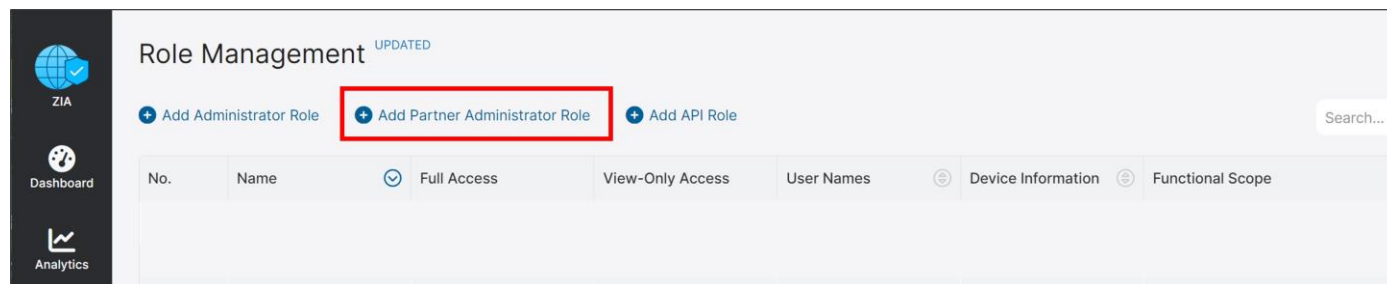 Role Management UPDATED
ZIA
Add Administrator Role Add Partner Administrator Role Add API Role Search...
Dashboard
No. Name Full Access View-Only Access User Names Device Information Functional Scope
Analytics